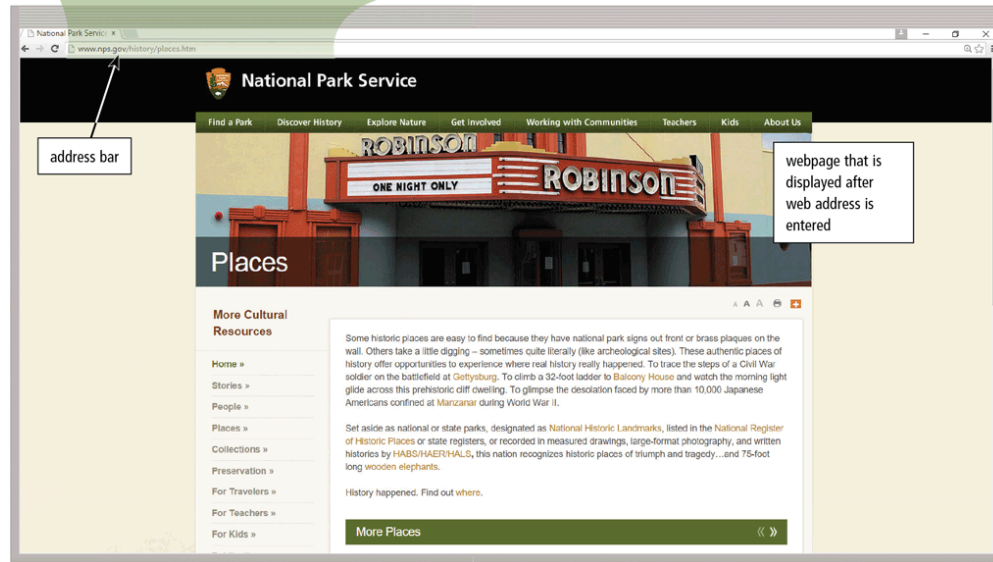 National Park Service
www.nps.gov/history/places.htm
National Park Service
Find a Park Discover History Explore Nature Get Involved Working with Communities Teachers Kids About Us
address bar
ROBINSON
ONE NIGHT ONLY
ROBINSON
webpage that is
displayed after
web address is
entered
Places
A A A
More Cultural
Resources
Home »
Stories »
People »
Places »
Collections »
Preservation »
For Travelers »
For Teachers »
For Kids »
Some historic places are easy to find because they have national park signs out front or brass plaques on the
wall. Others take a little digging – sometimes quite literally (like archeological sites). These authentic places of
history offer opportunities to experience where real history really happened. To trace the steps of a Civil War
soldier on the battlefield at Gettysburg. To climb a 32-foot ladder to Balcony House and watch the morning light
glide across this prehistoric cliff dwelling. To glimpse the desolation faced by more than 10,000 Japanese
Americans confined at Manzanar during World War II.
Set aside as national or state parks, designated as National Historic Landmarks, listed in the National Register
of Historic Places or state registers, or recorded in measured drawings, large-format photography, and written
histories by HABS/HAER/HALS, this nation recognizes historic places of triumph and tragedy…and 75-foot
long wooden elephants.
History happened. Find out where.
More Places